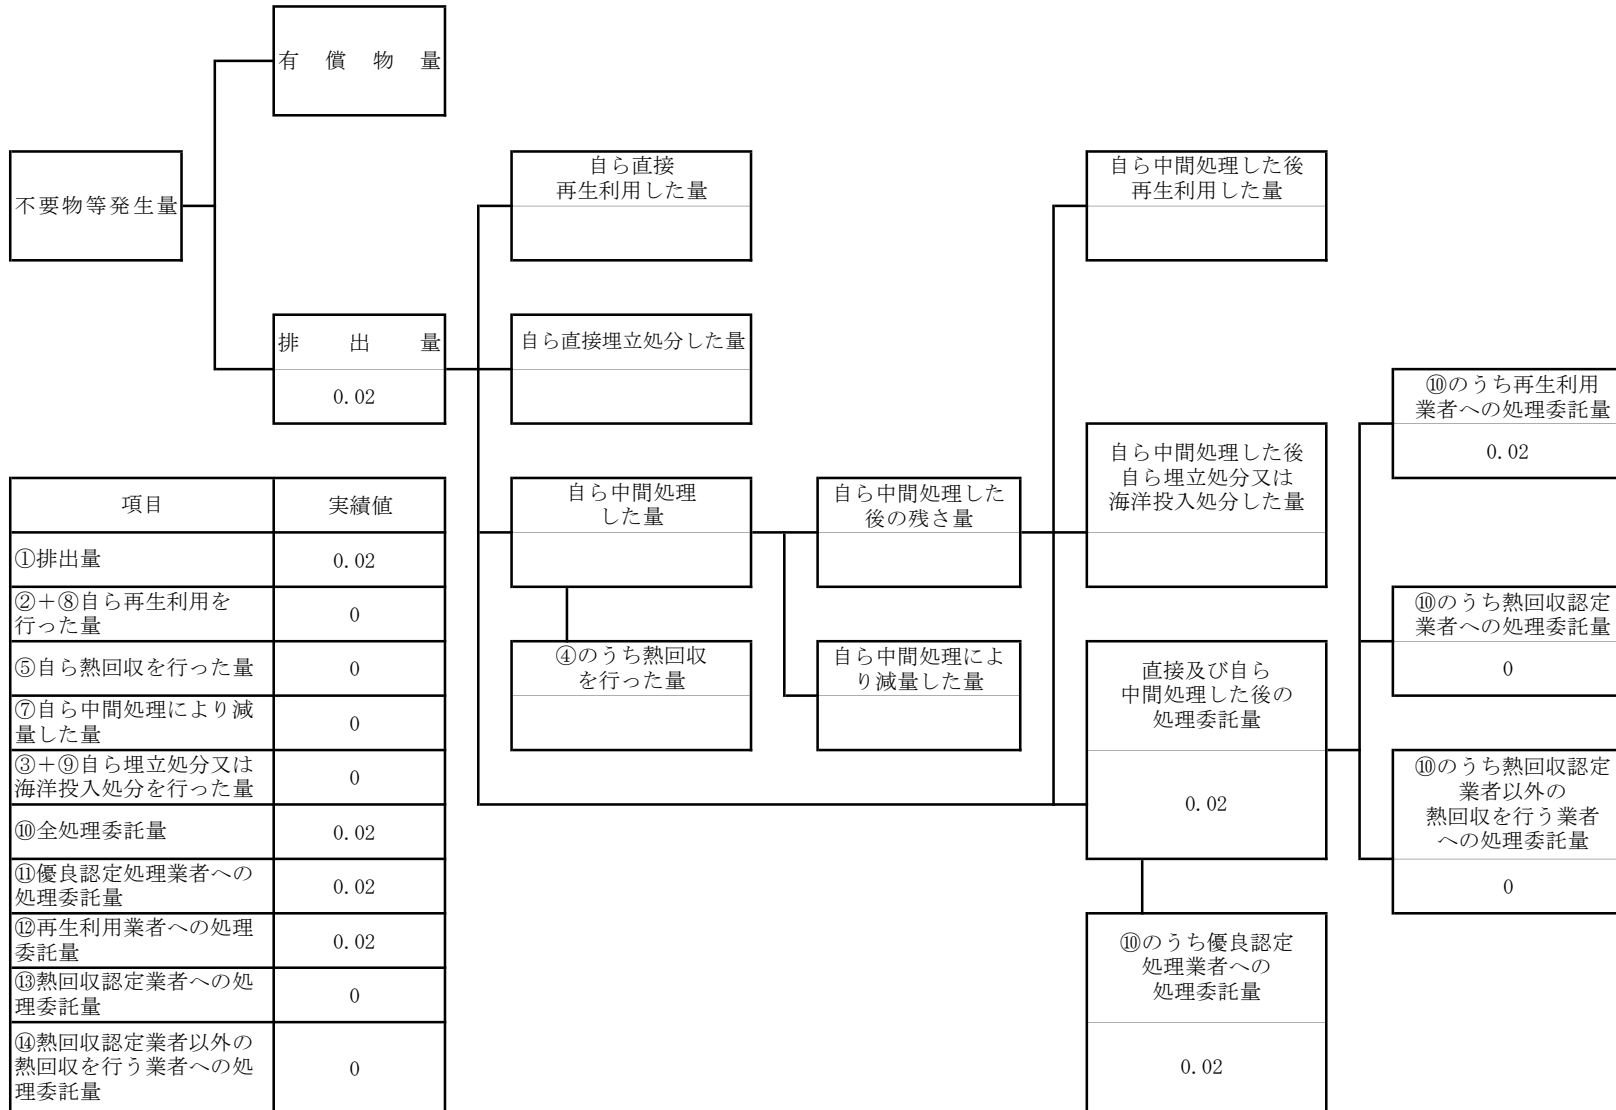 有償物量
不要物等発生量
自ら直接
再生利用した量
自ら中間処理した後
再生利用した量
排出量
0.02
自ら直接埋立処分した量
⑩のうち再生利用
業者への処理委託量
0.02
自ら中間処理
した量
自ら中間処理した
後の残さ量
自ら中間処理した後
自ら埋立処分又は
海洋投入処分した量
④のうち熱回収
を行った量
自ら中間処理によ
り減量した量
直接及び自ら
中間処理した後の
処理委託量
0.02
⑩のうち熱回収認定
業者への処理委託量
0
⑩のうち熱回収認定
業者以外の
熱回収を行う業者
への処理委託量
0
⑩のうち優良認定
処理業者への
処理委託量
0.02
項目 実績値
①排出量 0.02
②＋⑧自ら再生利用を
行った量 0
⑤自ら熱回収を行った量 0
⑦自ら中間処理により減
量した量 0
③＋⑨自ら埋立処分又は
海洋投入処分を行った量 0
⑩全処理委託量 0.02
⑪優良認定処理業者への
処理委託量 0.02
⑫再生利用業者への処理
委託量 0.02
⑬熱回収認定業者への処
理委託量 0
⑭熱回収認定業者以外の
熱回収を行う業者への処
理委託量 0